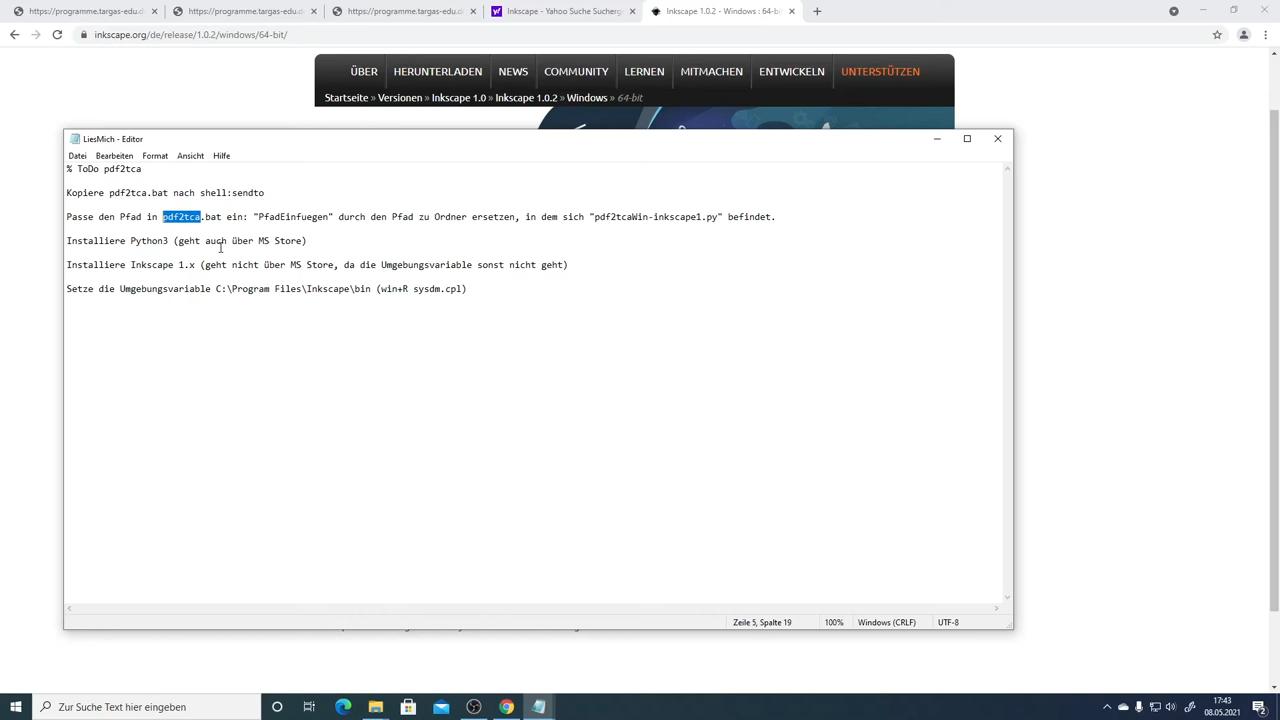 https://programme.targas-edu.d
https://programme.targas-edu.d
https://programme.targas-edu.d
Inkscape - Yahoo Suche Sucherg
Inkscape 1.0.2 - Windows : 64-bi
inkscape.org/de/release/1.0.2/windows/64-bit/
ÜBER HERUNTERLADEN NEWS COMMUNITY LERNEN MITMACHEN ENTWICKELN UNTERSTÜTZEN
Startseite » Versionen » Inkscape 1.0 » Inkscape 1.0.2 » Windows » 64-bit
LiesMich - Editor
Datei Bearbeiten Format Ansicht Hilfe
% ToDo pdf2tca
Kopiere pdf2tca.bat nach shell:sendto
Passe den Pfad in pdf2tca.bat ein: "PfadEinfuegen" durch den Pfad zu Ordner ersetzen, in dem sich "pdf2tcaWin-inkscape1.py" befindet.
Installiere Python3 (geht auch über MS Store)
Installiere Inkscape 1.x (geht nicht über MS Store, da die Umgebungsvariable sonst nicht geht)
Setze die Umgebungsvariable C:\Program Files\Inkscape\bin (win+R sysdm.cpl)
Zeile 5, Spalte 19 100% Windows (CRLF) UTF-8
Zur Suche Text hier eingeben
17:43
08.05.2021
2